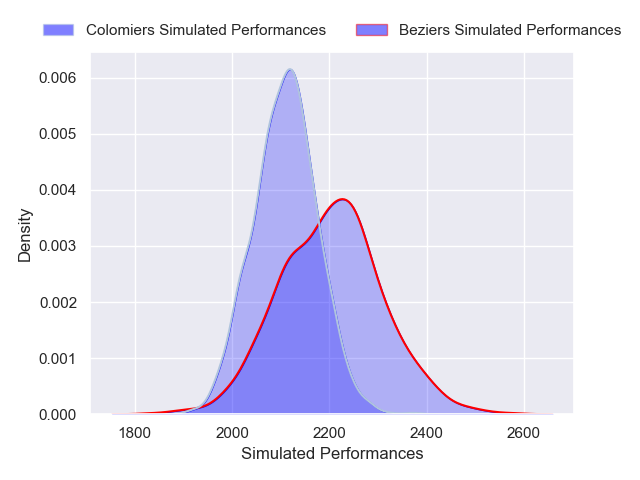 Colomiers Simulated Performances Beziers Simulated Performances
0.006
0.005
0.004
0.003
0.002
0.001
0.000
Density
1800 2000 2200 2400 2600
Simulated Performances